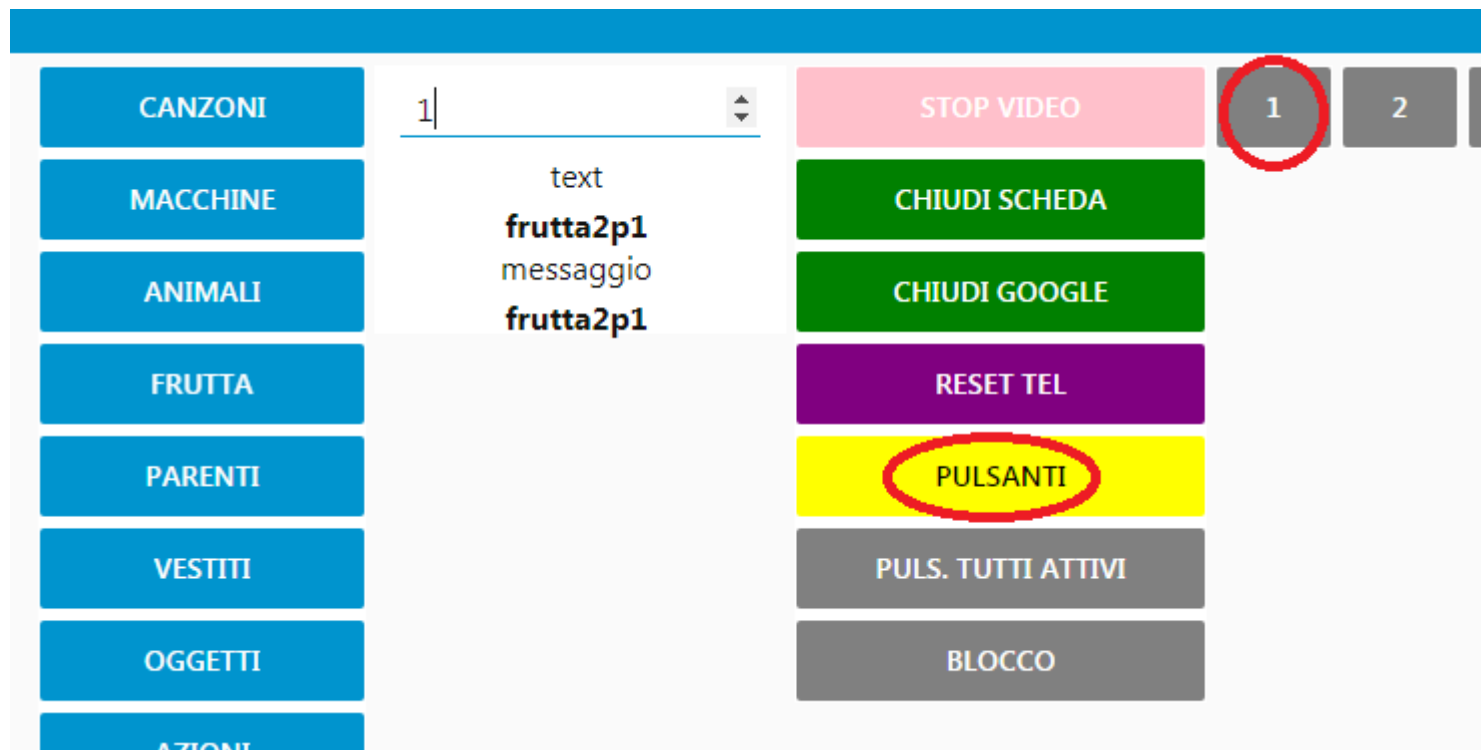 CANZONI
MACCHINE
ANIMALI
FRUTTA
PARENTI
VESTITI
OGGETTI
AZIONI
1
text
frutta2p1
messaggio
frutta2p1
STOP VIDEO
CHIUDI SCHEDA
CHIUDI GOOGLE
RESET TEL
PULSANTI
PULS. TUTTI ATTIVI
BLOCCO
1
2